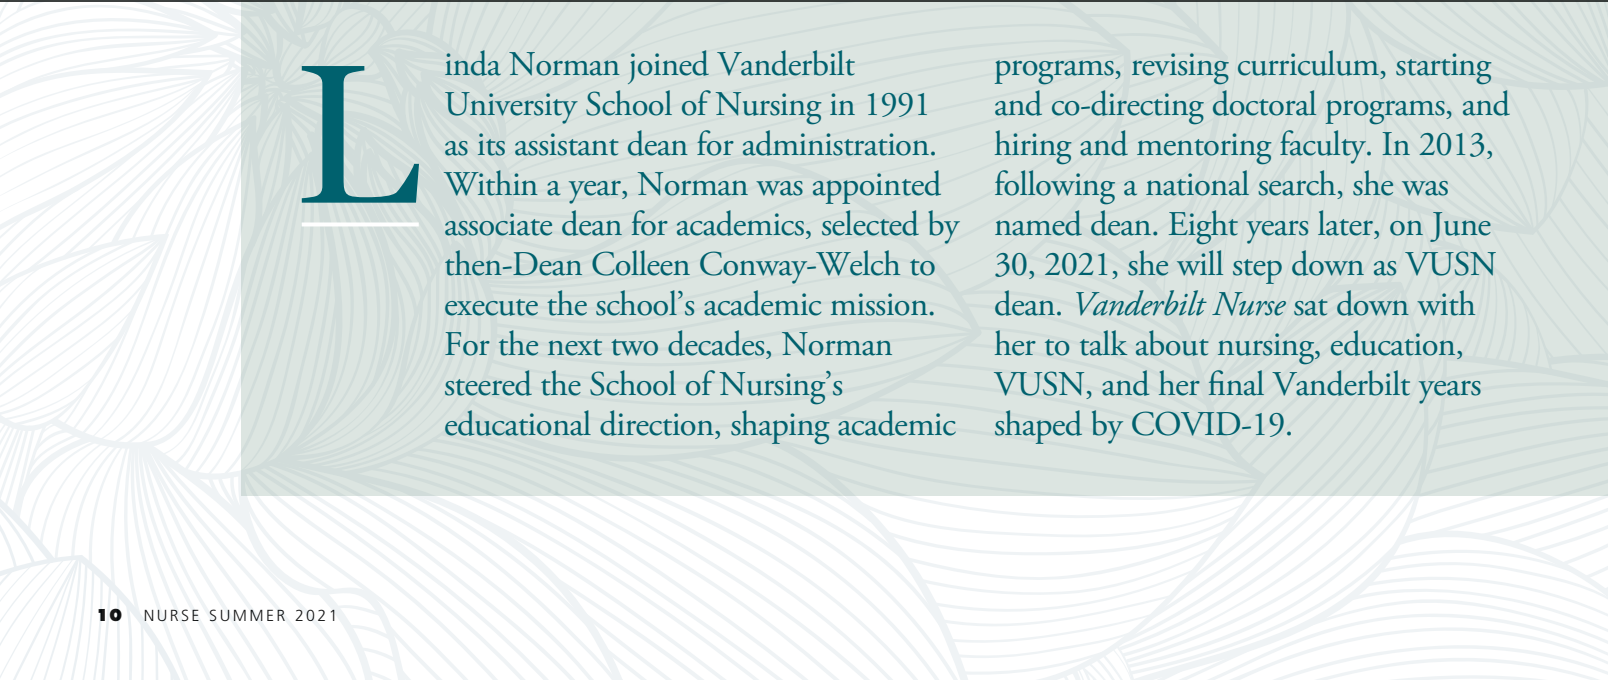 Linda Norman joined Vanderbilt
University School of Nursing in 1991
as its assistant dean for administration.
Within a year, Norman was appointed
associate dean for academics, selected by
then-Dean Colleen Conway-Welch to
execute the school’s academic mission.
For the next two decades, Norman
steered the School of Nursing’s
educational direction, shaping academic
programs, revising curriculum, starting
and co-directing doctoral programs, and
hiring and mentoring faculty. In 2013,
following a national search, she was
named dean. Eight years later, on June
30, 2021, she will step down as VUSN
dean. Vanderbilt Nurse sat down with
her to talk about nursing, education,
VUSN, and her final Vanderbilt years
shaped by COVID-19.
10 NURSE SUMMER 2021